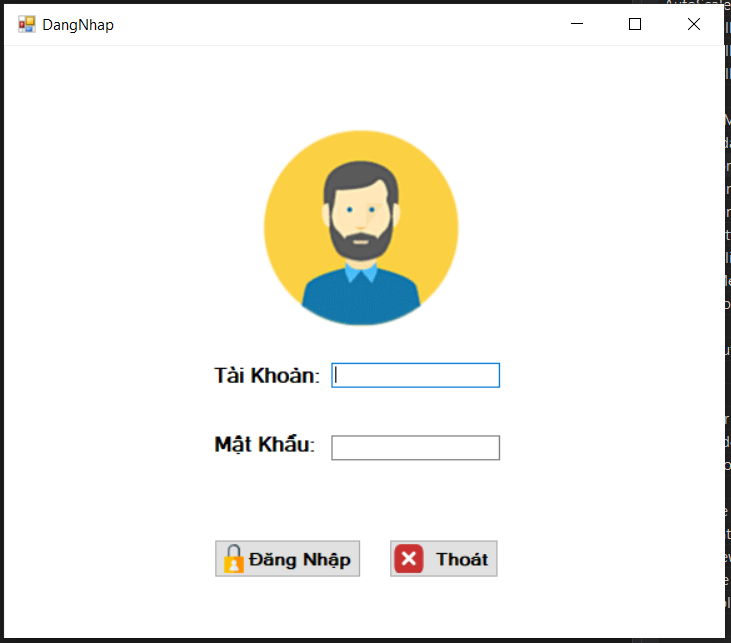 DangNhap
Tài Khoản:
Mật Khẩu:
Đăng Nhập
Thoát